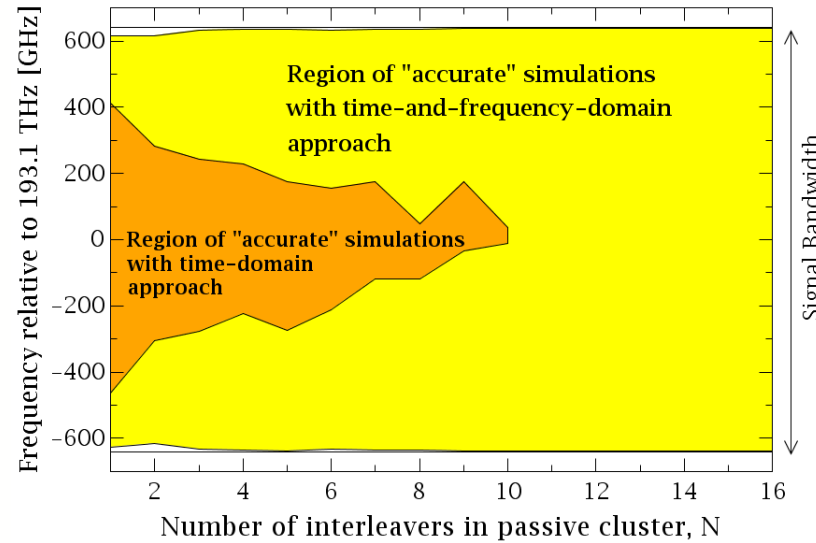 Frequency relative to 193.1 THz [GHz]
600
400
200
0
-200
-400
-600
Region of "accurate" simulations
with time-and-frequency-domain
approach
Region of "accurate" simulations
with time-domain
approach
Signal Bandwidth
2 4 6 8 10 12 14 16
Number of interleavers in passive cluster, N